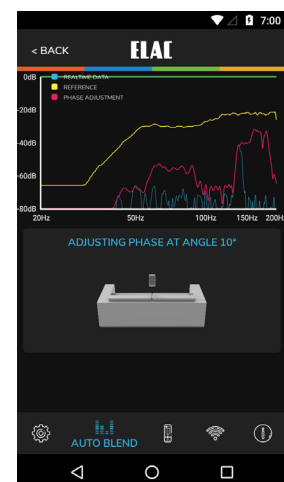 7:00
< BACK
ELAC
0dB
REALTIME DATA
REFERENCE
PHASE ADJUSTMENT
-20dB
-40dB
-60dB
-80dB
20Hz 50Hz 100Hz 150Hz 200Hz
ADJUSTING PHASE AT ANGLE 10°
AUTO BLEND